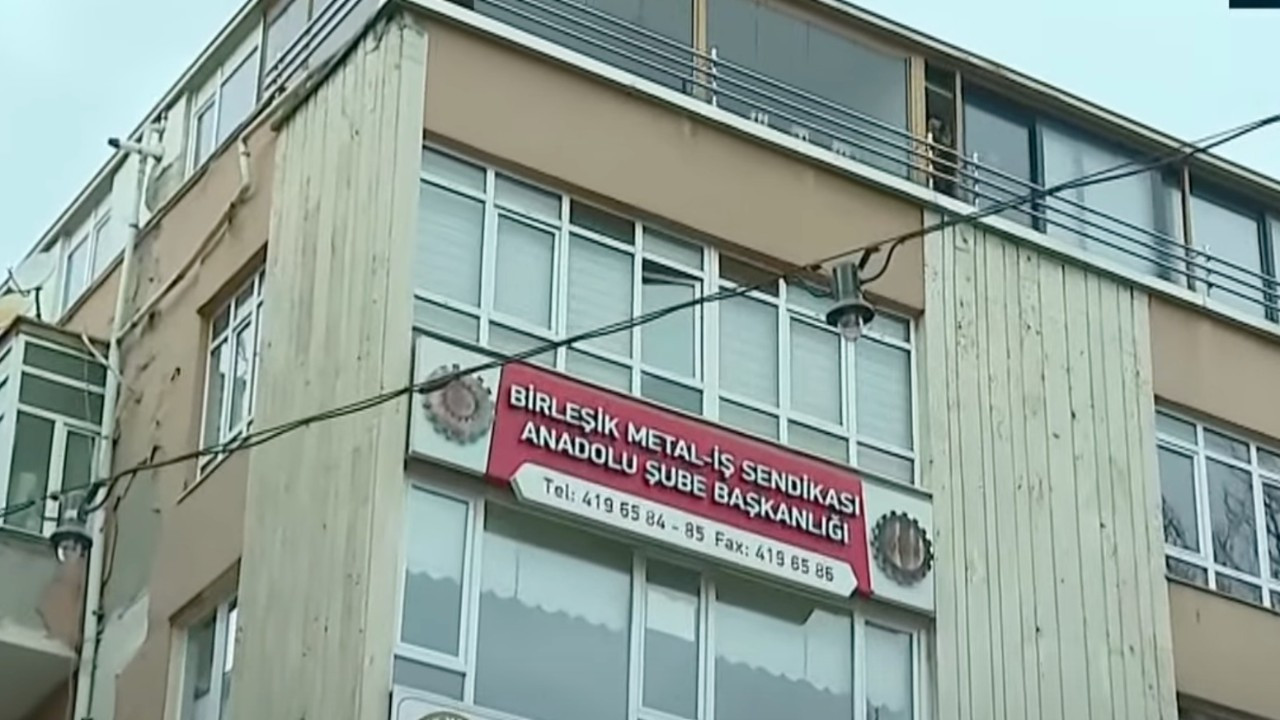 BİRLEŞİK METAL-İŞ SENDİKASI
ANADOLU ŞUBE BAŞKANLIĞI
Tel: 419 65 84 - 85 Fax: 419 65 86